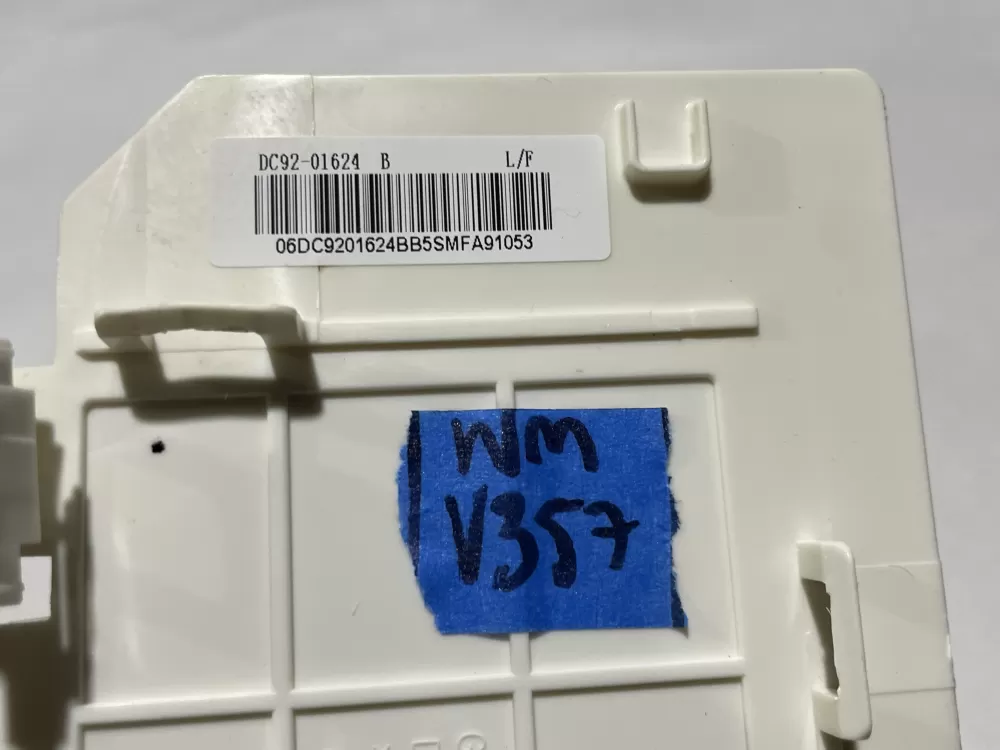 DC92-01624 B L/F
06DC9201624BB5SMFA91053
WM
V357